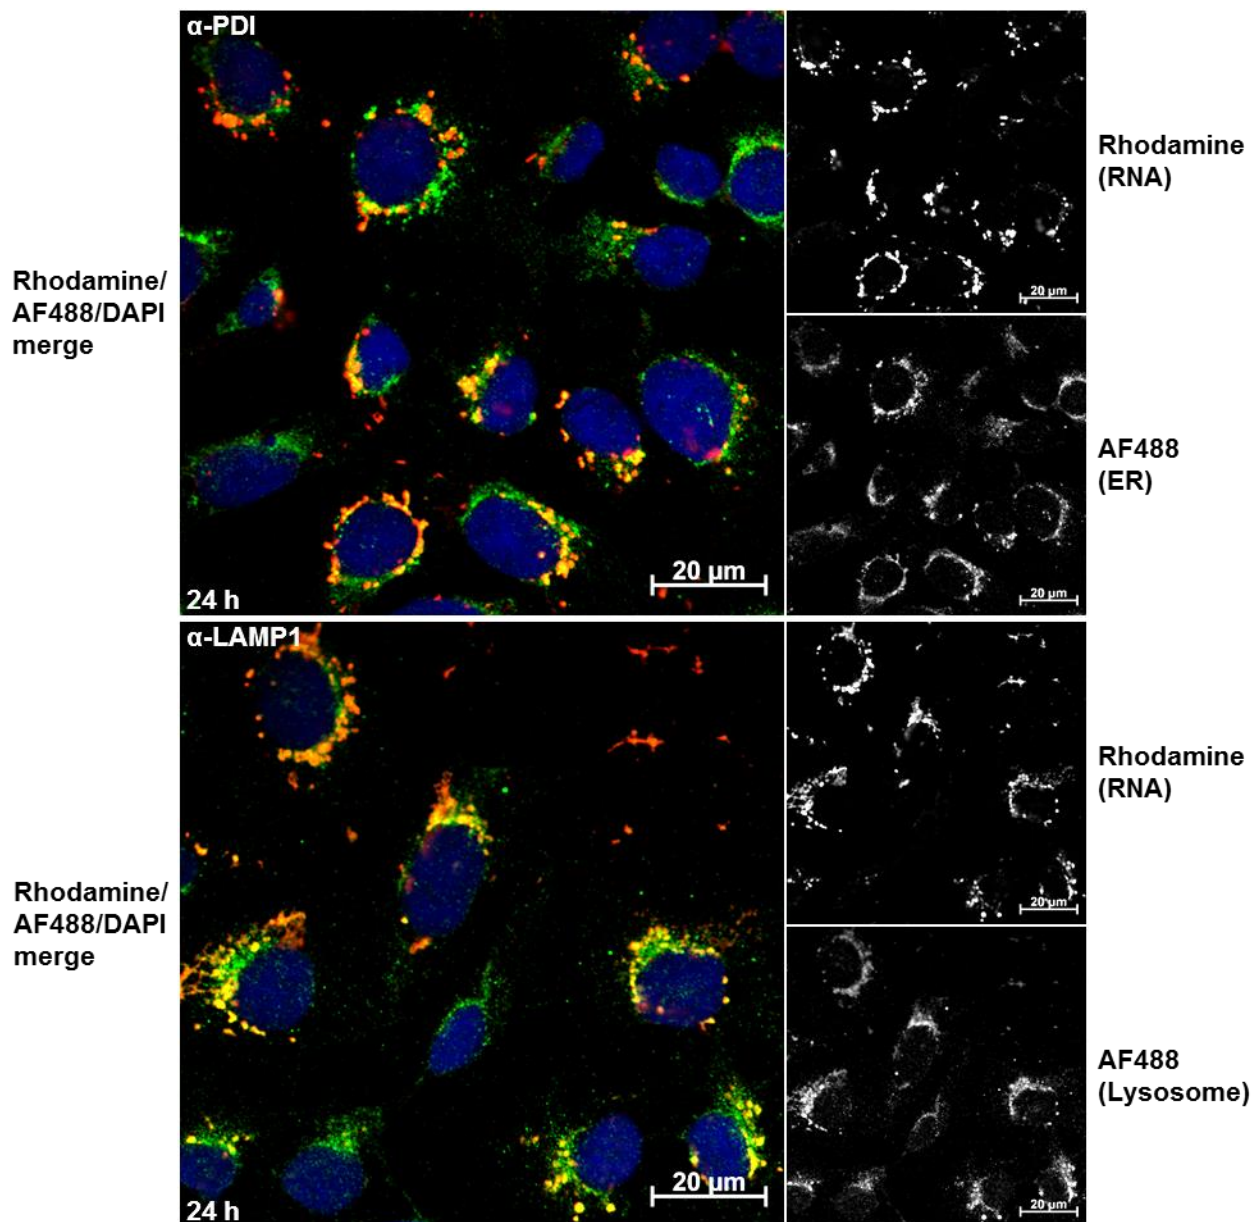 α-PDI
Rhodamine/
AF488/DAPI
merge
20 µm
24 h
Rhodamine
(RNA)
20 µm
AF488
(ER)
20 µm
α-LAMP1
Rhodamine/
AF488/DAPI
merge
20 µm
24 h
Rhodamine
(RNA)
20 µm
AF488
(Lysosome)
20 µm